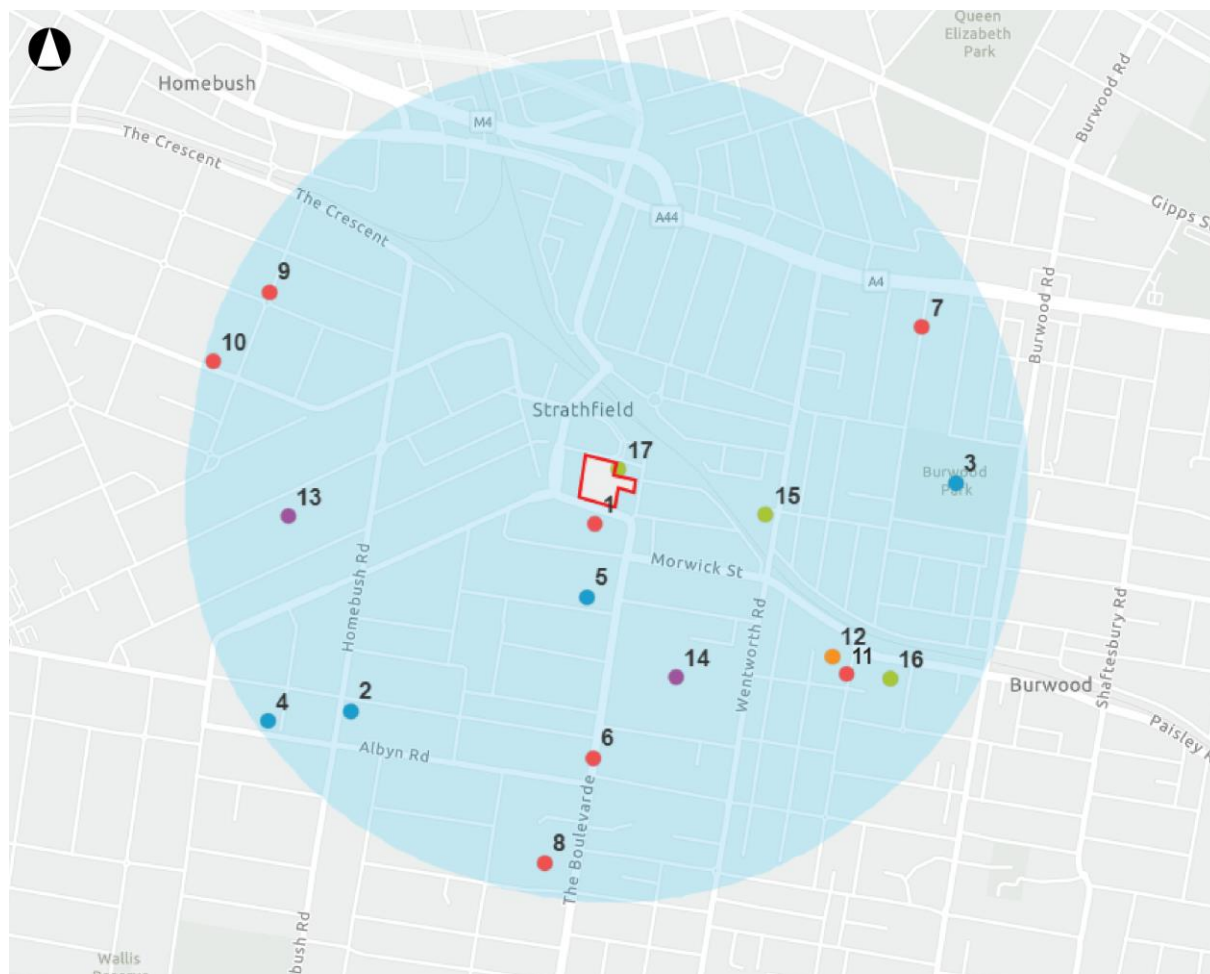 Queen
Elizabeth
Park
Homebush
Burwood Rd
M4
The Crescent
The Crescent
Gipps
A44
A4
9
7
Burwood Rd
10
Strathfield
17
3
Burwood
Park
13
15
1
Morwick St
5
Homebush Rd
Wentworth Rd
Shaftesbury Rd
12
11
14
16
Burwood
4
2
Paisley
Albyn Rd
6
The Boulevarde
8
bush Rd
Wallis